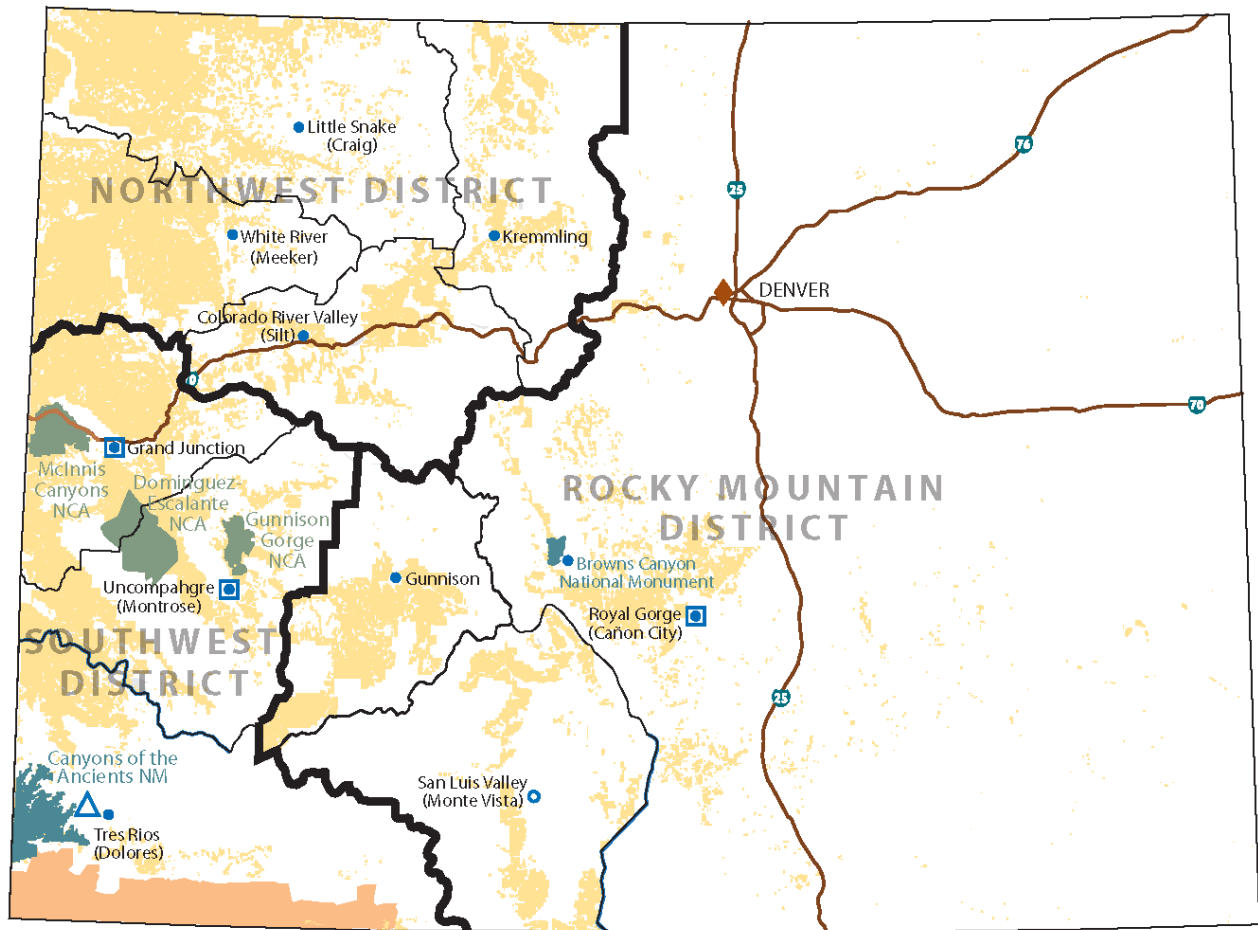 Little Snake
(Craig)
NORTHWEST DISTRICT
76
25
White River
(Meeker)
Kremmling
DENVER
Colorado River Valley
(Silt)
0
70
Grand Junction
McInnis
Canyons
NCA
Dominguez-
Escalante
NCA
Gunnison
Gorge
NCA
ROCKY MOUNTAIN
DISTRICT
Browns Canyon
National Monument
Gunnison
Uncompahgre
(Montrose)
Royal Gorge
(Cañon City)
SOUTHWEST
DISTRICT
25
Canyons of the
Ancients NM
San Luis Valley
(Monte Vista)
Tres Rios
(Dolores)